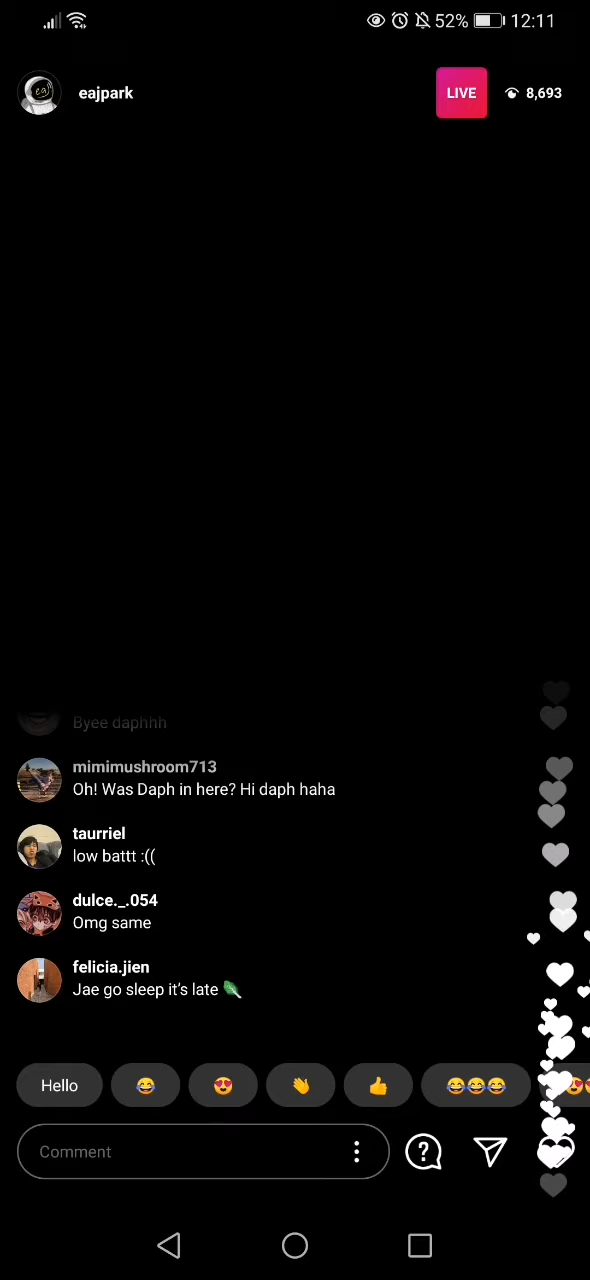 52% 12:11
eaj
eajpark LIVE 8,693
Byee daphhh
mimimushroom713
Oh! Was Daph in here? Hi daph haha
taurriel
low battt :((
dulce._.054
Omg same
felicia.jien
Jae go sleep it’s late 🥬
Hello 😂 😍 👋 👍 😂😂😂
Comment